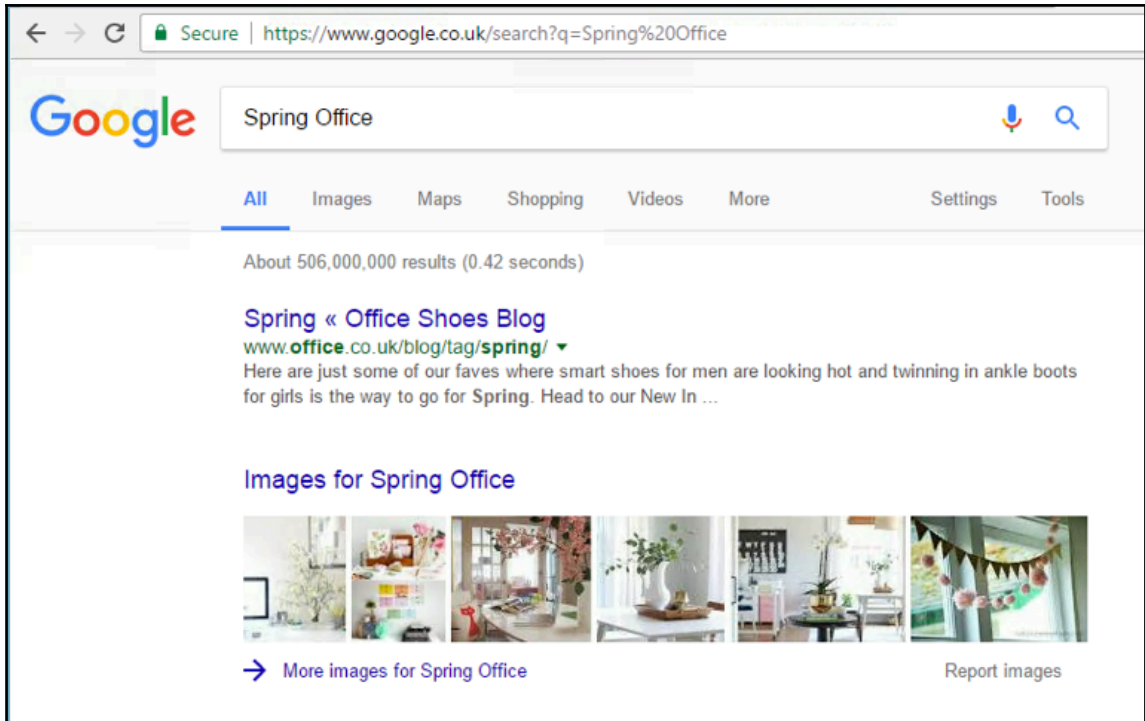 Secure | https://www.google.co.uk/search?q=Spring%20Office
Google
Spring Office
All Images Maps Shopping Videos More Settings Tools
About 506,000,000 results (0.42 seconds)
Spring « Office Shoes Blog
www.office.co.uk/blog/tag/spring/
Here are just some of our faves where smart shoes for men are looking hot and twinning in ankle boots
for girls is the way to go for Spring. Head to our New In ...
Images for Spring Office
More images for Spring Office Report images